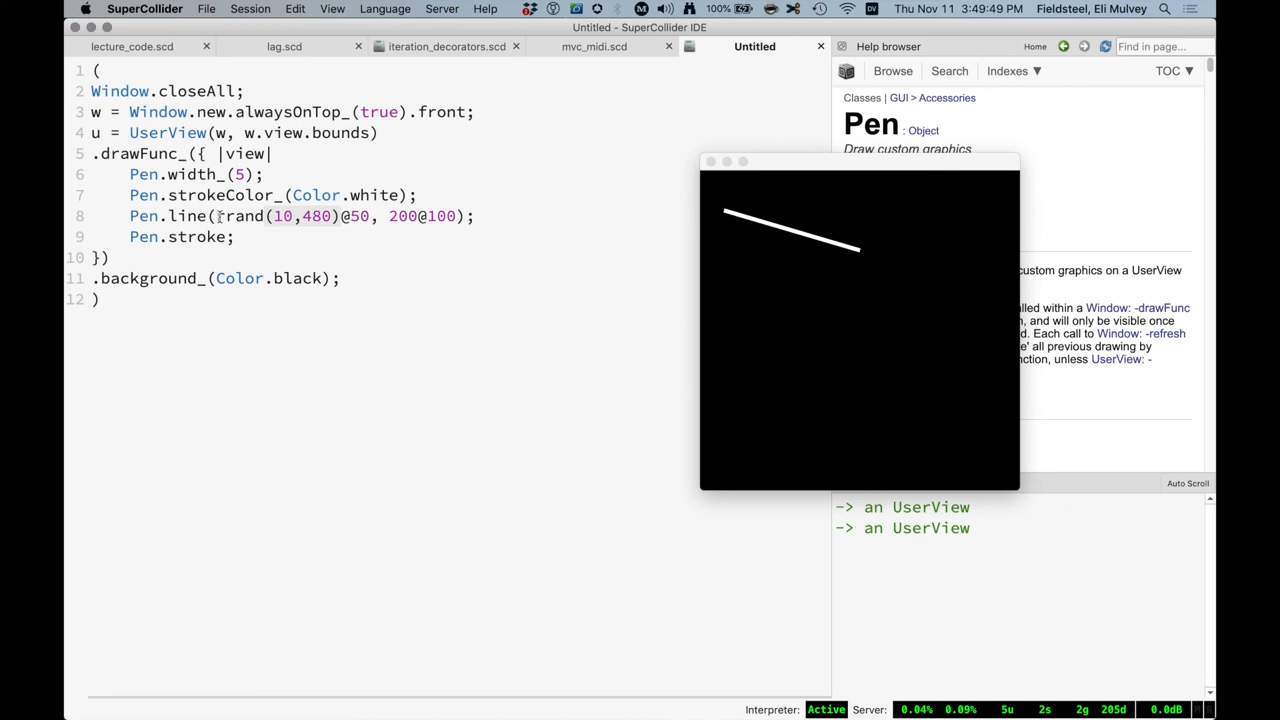 SuperCollider File Session Edit View Language Server Help 100% Thu Nov 11 3:49:49 PM Fieldsteel, Eli Mulvey
Untitled - SuperCollider IDE
lecture_code.scd lag.scd iteration_decorators.scd mvc_midi.scd Untitled Help browser Home Find in page...
Browse Search Indexes ▼ TOC ▼
Classes | GUI > Accessories
Pen : Object
Draw custom graphics
1 (
2 Window.closeAll;
3 w = Window.new.alwaysOnTop_(true).front;
4 u = UserView(w, w.view.bounds)
5 .drawFunc_({ |view|
6 Pen.width_(5);
7 Pen.strokeColor_(Color.white);
8 Pen.line(rrand(10,480)@50, 200@100);
9 Pen.stroke;
10 })
11 .background_(Color.black);
12 )
custom graphics on a UserView
alled within a Window: -drawFunc
n, and will only be visible once
d. Each call to Window: -refresh
e' all previous drawing by
nction, unless UserView: -
Auto Scroll
-> an UserView
-> an UserView
Interpreter: Active Server: 0.04% 0.09% 5u 2s 2g 205d 0.0dB M R